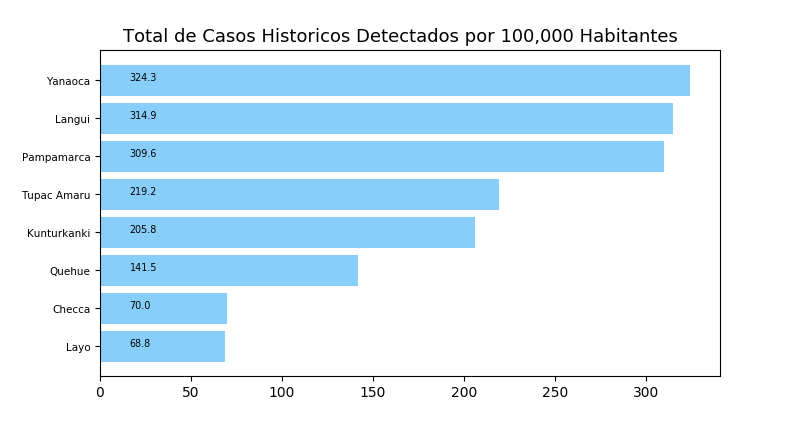 Total de Casos Historicos Detectados por 100,000 Habitantes
Yanaoca 324.3
Langui 314.9
Pampamarca 309.6
Tupac Amaru 219.2
Kunturkanki 205.8
Quehue 141.5
Checca 70.0
Layo 68.8
0 50 100 150 200 250 300